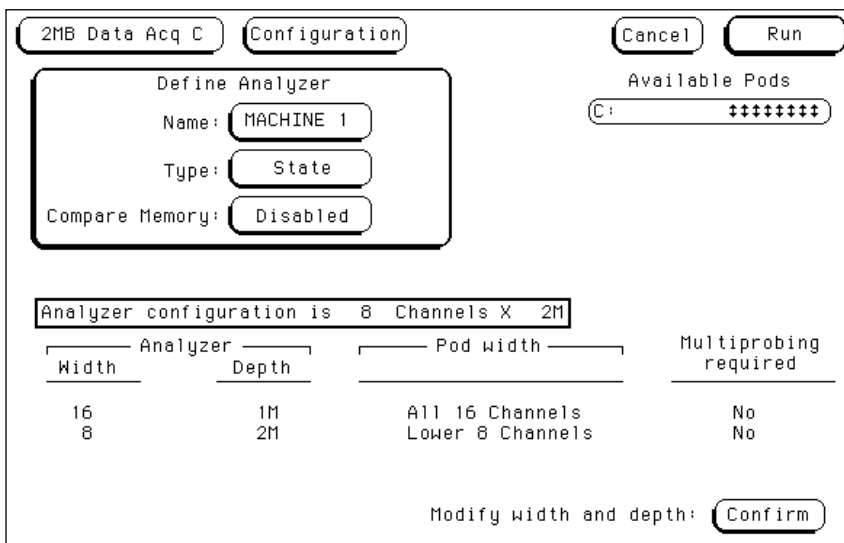 2MB Data Acq C Configuration Cancel Run
Define Analyzer Available Pods
Name: MACHINE 1 C: ↕↕↕↕↕↕↕↕
Type: State
Compare Memory: Disabled
Analyzer configuration is 8 Channels X 2M
Analyzer Pod width Multiprobing
Width Depth required
16 1M All 16 Channels No
8 2M Lower 8 Channels No
Modify width and depth: Confirm